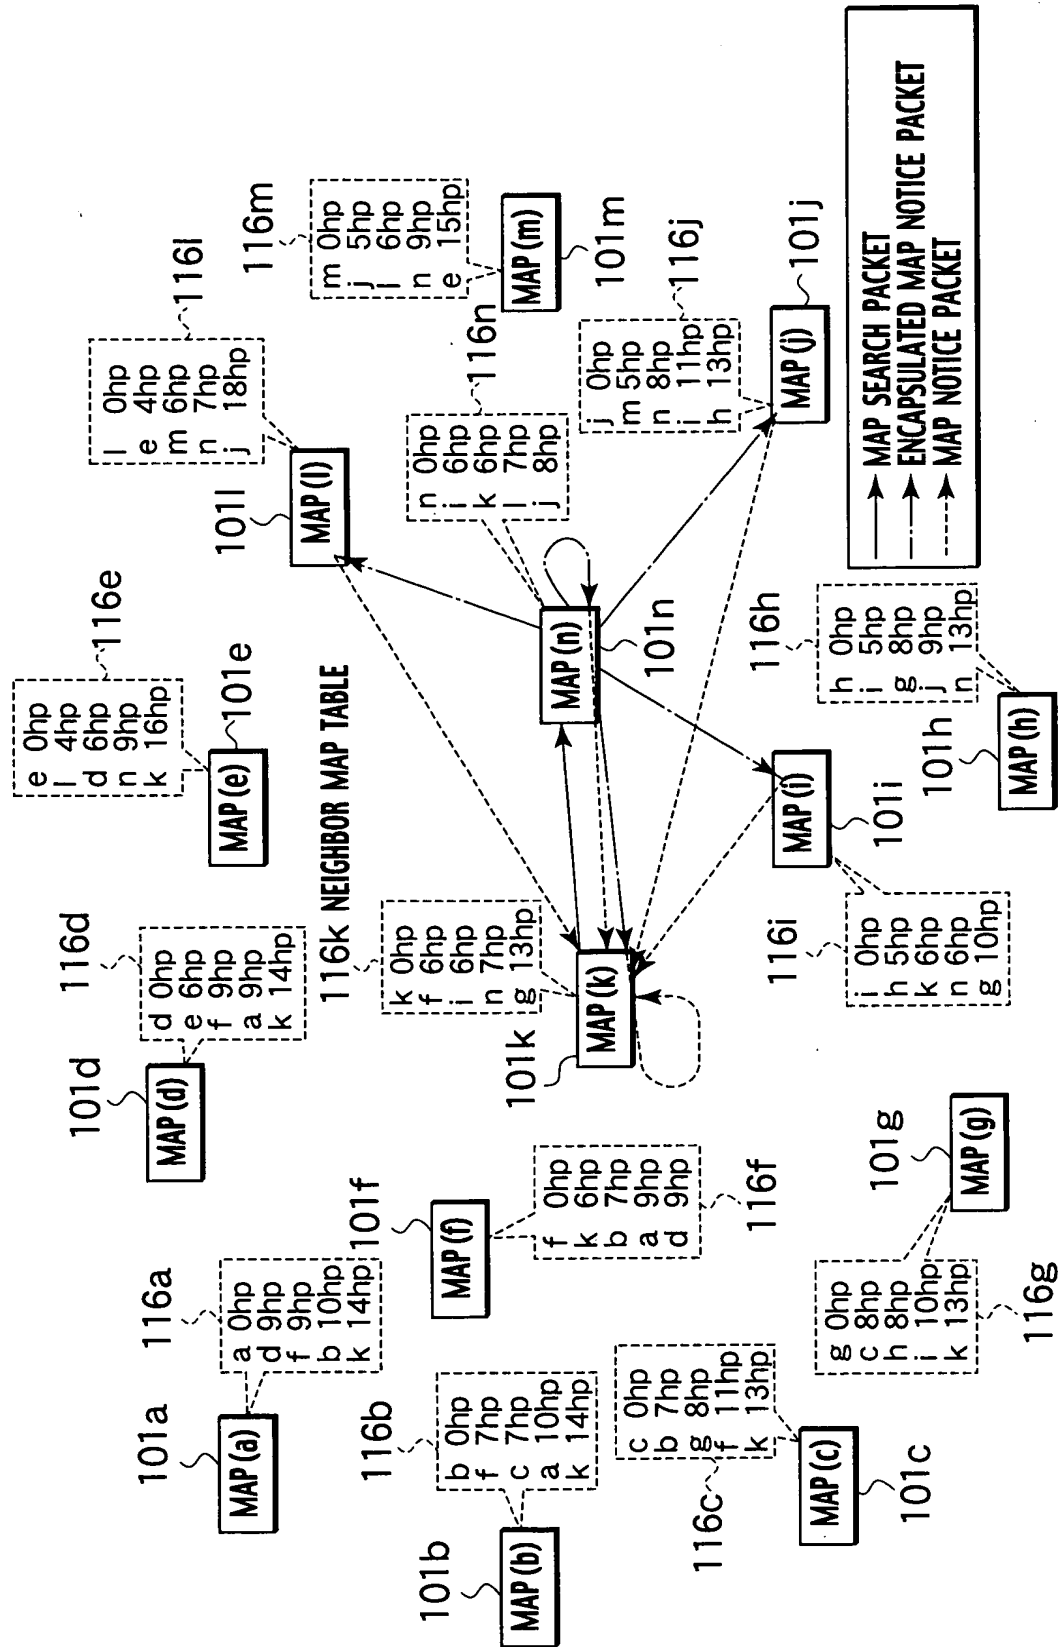 101a
MAP(a)
116a
a 0hp
d 9hp
f 9hp
b 10hp
k 14hp
101d
MAP(d)
116d
d 0hp
e 6hp
f 9hp
a 9hp
k 14hp
116e
e 0hp
l 4hp
d 6hp
n 9hp
k 16hp
MAP(e)
101e
116l
l 0hp
e 4hp
m 6hp
n 7hp
j 18hp
101l
MAP(l)
116m
m 0hp
j 5hp
l 6hp
n 9hp
e 15hp
MAP(m)
101m
101b
MAP(b)
116b
b 0hp
f 7hp
c 7hp
a 10hp
k 14hp
101f
MAP(f)
f 0hp
k 6hp
b 7hp
a 9hp
d 9hp
116f
116k NEIGHBOR MAP TABLE
k 0hp
f 6hp
i 6hp
n 7hp
g 13hp
101k
MAP(k)
116n
n 0hp
i 6hp
k 6hp
l 7hp
j 8hp
MAP(n)
101n
116j
j 0hp
m 5hp
n 8hp
i 11hp
h 13hp
MAP(j)
101j
116c
c 0hp
b 7hp
g 8hp
f 11hp
k 13hp
MAP(c)
101c
116g
g 0hp
c 8hp
h 8hp
i 10hp
k 13hp
101g
MAP(g)
MAP(i)
101i
116i
i 0hp
h 5hp
k 6hp
n 6hp
g 10hp
116h
h 0hp
i 5hp
g 8hp
j 9hp
n 13hp
101h
MAP(h)
MAP SEARCH PACKET
ENCAPSULATED MAP NOTICE PACKET
MAP NOTICE PACKET